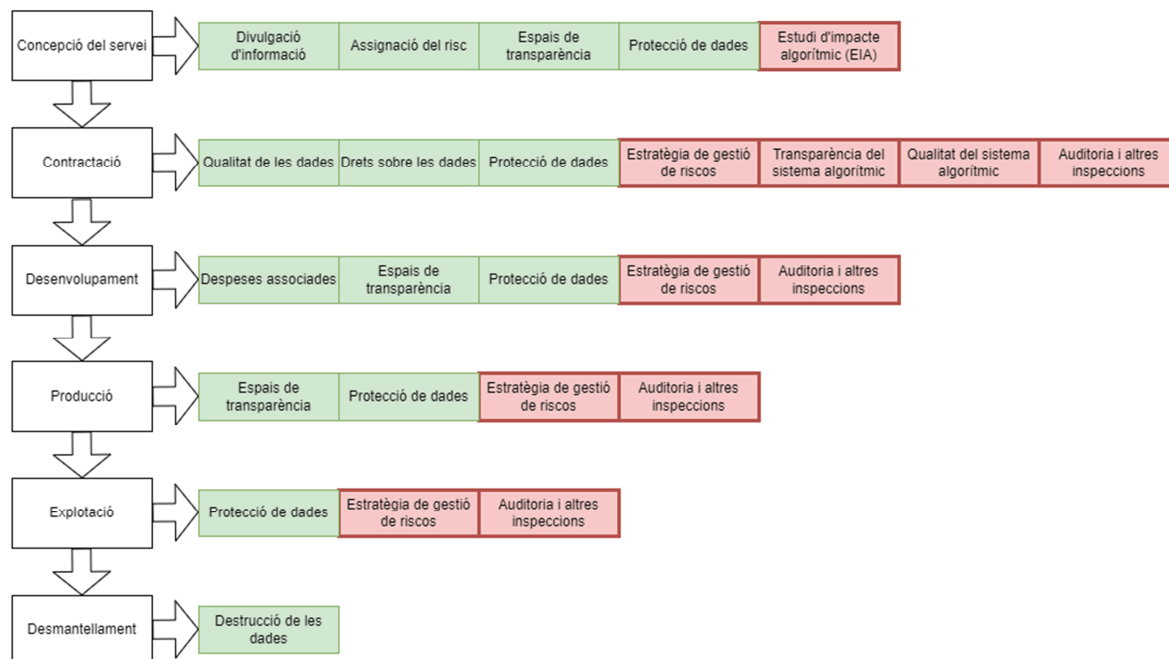 Concepció del servei
Divulgació
d'informació
Assignació del risc
Espais de
transparència
Protecció de dades
Estudi d'impacte
algorítmic (EIA)
Contractació
Qualitat de les dades
Drets sobre les dades
Protecció de dades
Estratègia de gestió
de riscos
Transparència del
sistema algorítmic
Qualitat del sistema
algorítmic
Auditoria i altres
inspeccions
Desenvolupament
Despeses associades
Espais de
transparència
Protecció de dades
Estratègia de gestió
de riscos
Auditoria i altres
inspeccions
Producció
Espais de
transparència
Protecció de dades
Estratègia de gestió
de riscos
Auditoria i altres
inspeccions
Explotació
Protecció de dades
Estratègia de gestió
de riscos
Auditoria i altres
inspeccions
Desmantellament
Destrucció de les
dades